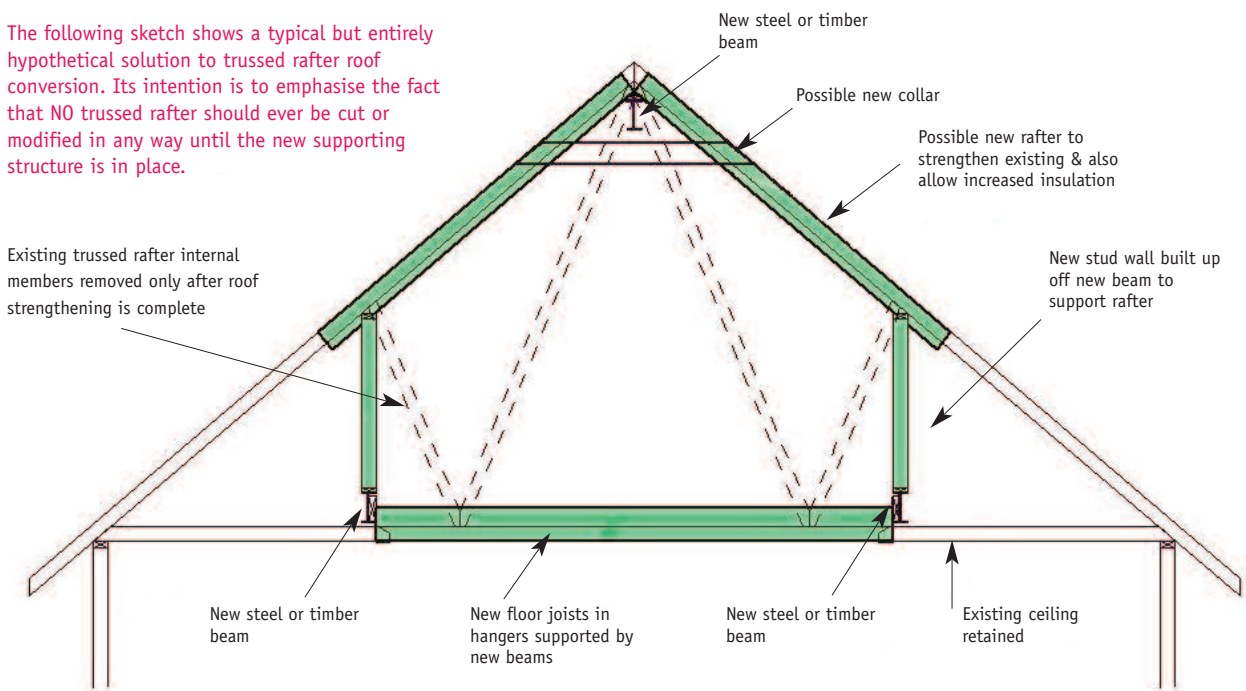 The following sketch shows a typical but entirely
hypothetical solution to trussed rafter roof
conversion. Its intention is to emphasise the fact
that NO trussed rafter should ever be cut or
modified in any way until the new supporting
structure is in place.
New steel or timber
beam
Possible new collar
Possible new rafter to
strengthen existing & also
allow increased insulation
Existing trussed rafter internal
members removed only after roof
strengthening is complete
New stud wall built up
off new beam to
support rafter
New steel or timber
beam
New floor joists in
hangers supported by
new beams
New steel or timber
beam
Existing ceiling
retained